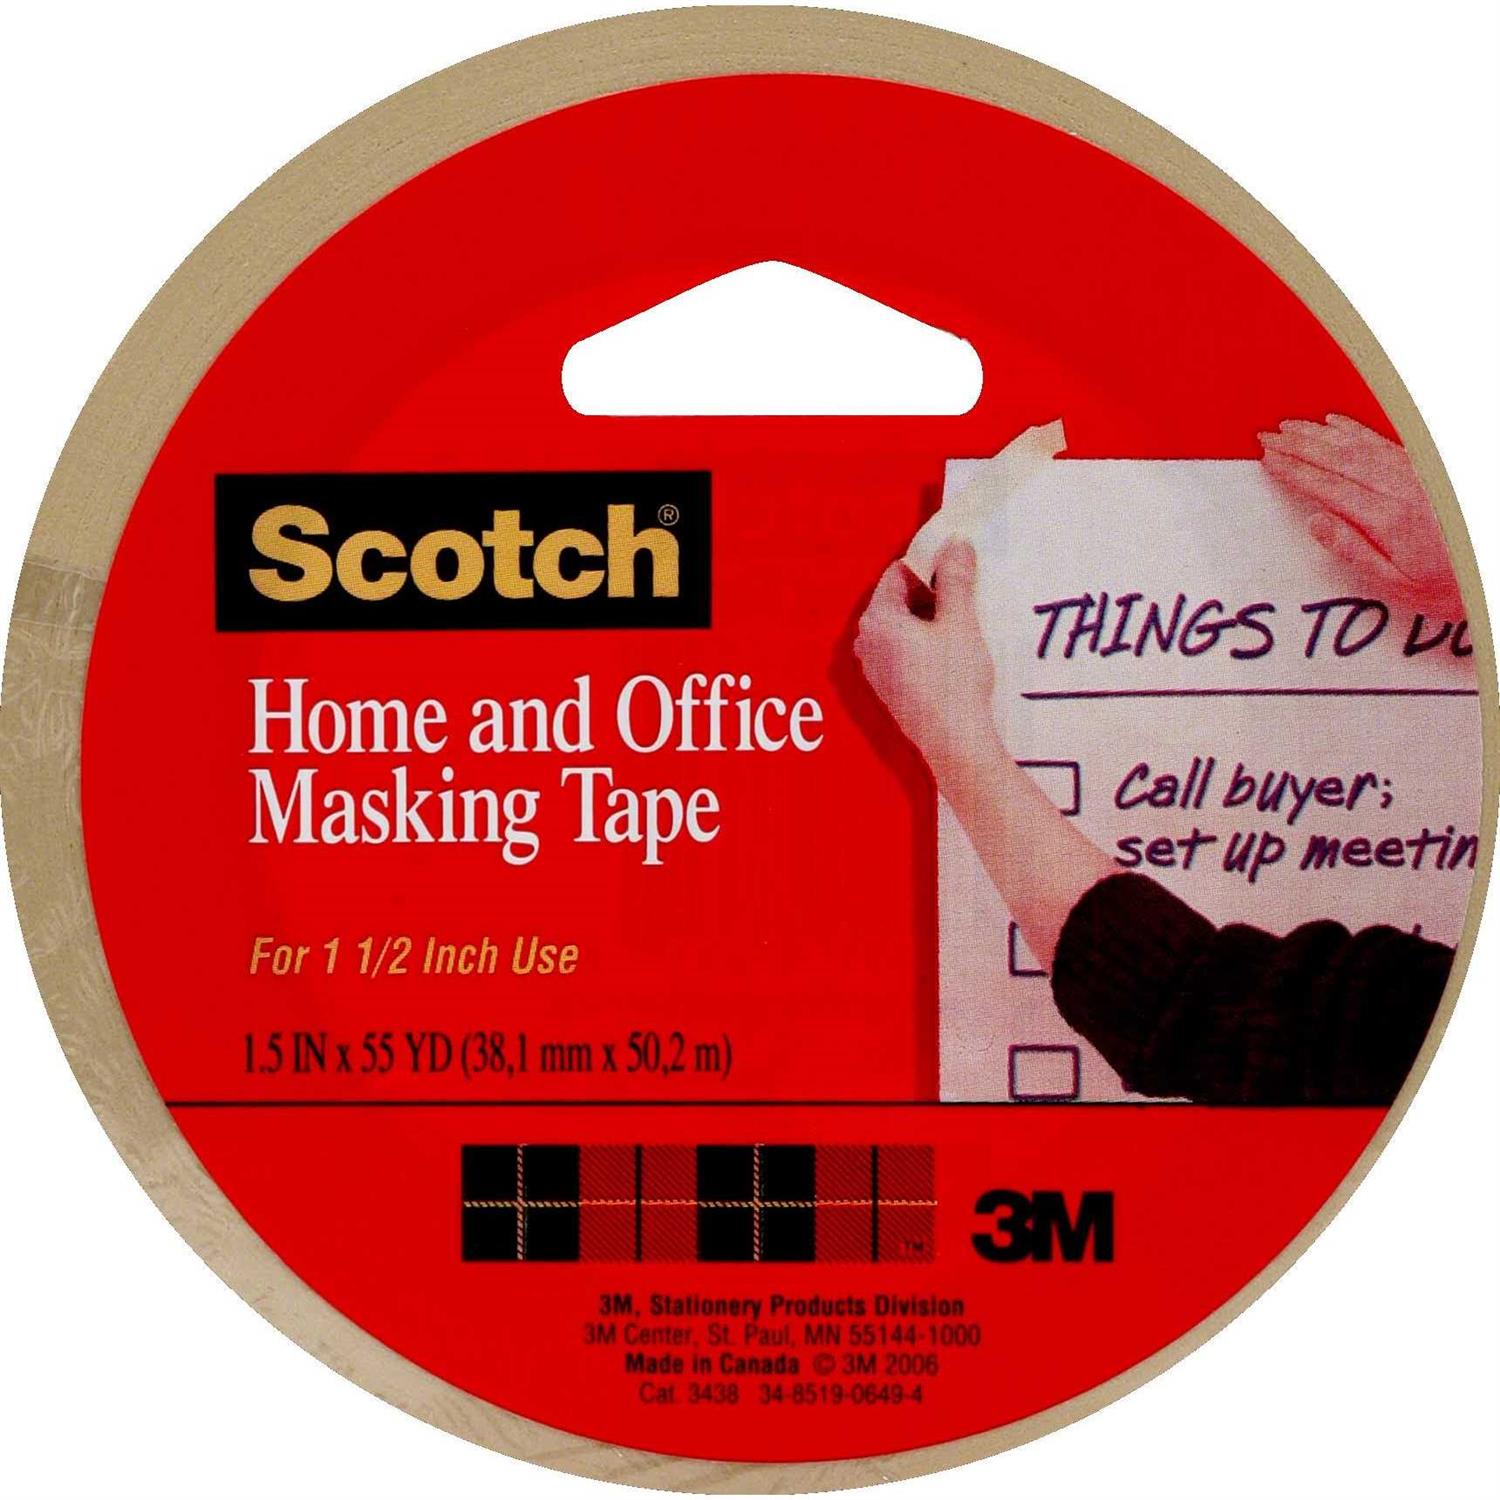 Scotch®
Home and Office
Masking Tape
For 1 1/2 Inch Use
1.5 IN x 55 YD (38,1 mm x 50,2 m)
THINGS TO DO
Call buyer;
set up meetin
TM
3M
3M, Stationery Products Division
3M Center, St. Paul, MN 55144-1000
Made in Canada © 3M 2006
Cat. 3438 34-8519-0649-4